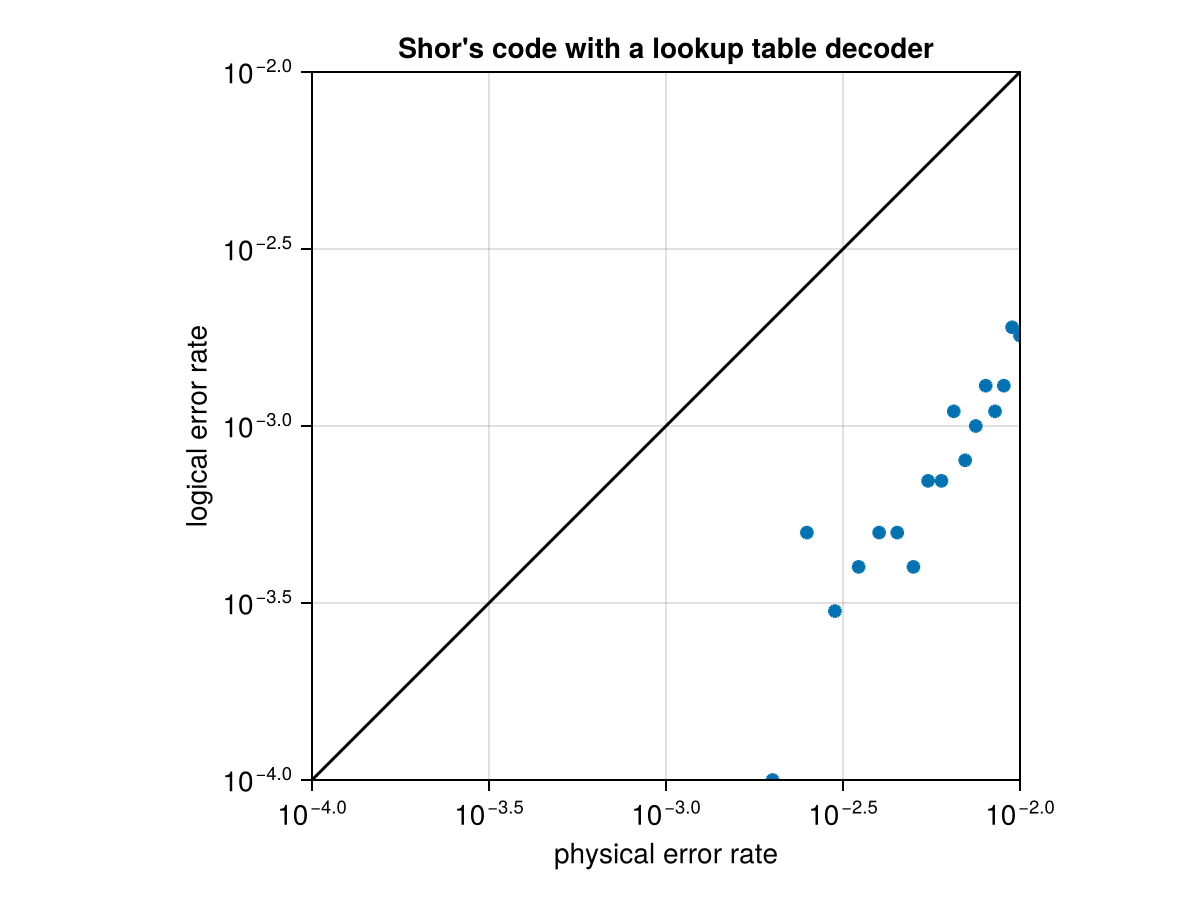 Shor's code with a lookup table decoder
10⁻²·⁰
10⁻²·⁵
10⁻³·⁰
10⁻³·⁵
10⁻⁴·⁰
logical error rate
10⁻⁴·⁰ 10⁻³·⁵ 10⁻³·⁰ 10⁻²·⁵ 10⁻²·⁰
physical error rate